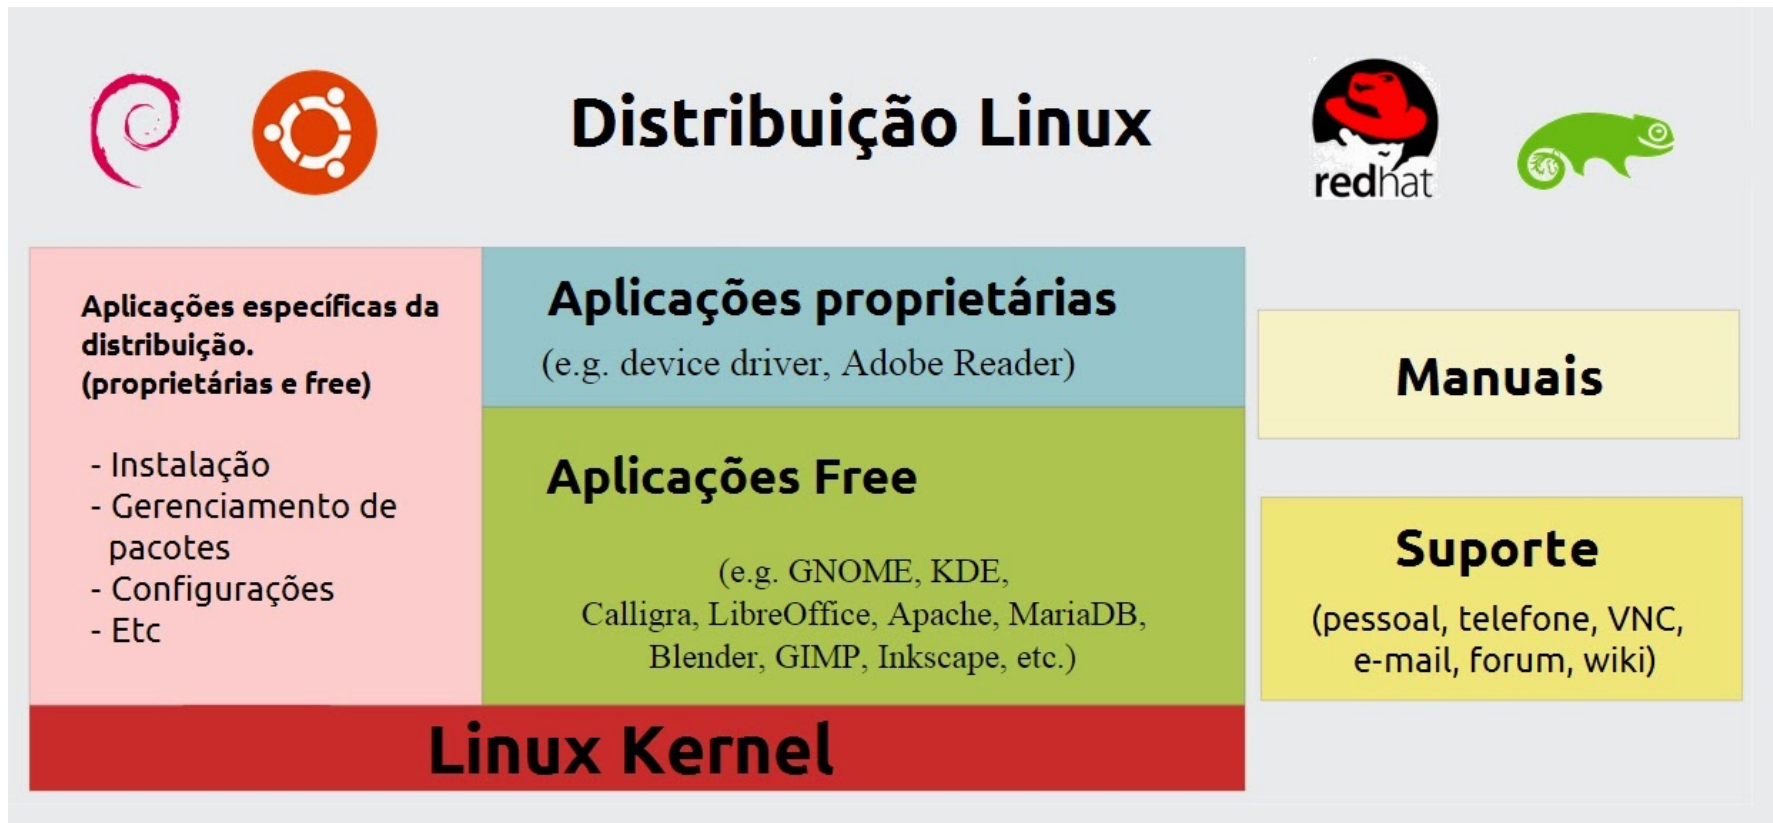 Distribuição Linux
redhat
Aplicações específicas da
distribuição.
(proprietárias e free)
- Instalação
- Gerenciamento de
pacotes
- Configurações
- Etc
Aplicações proprietárias
(e.g. device driver, Adobe Reader)
Aplicações Free
(e.g. GNOME, KDE,
Calligra, LibreOffice, Apache, MariaDB,
Blender, GIMP, Inkscape, etc.)
Linux Kernel
Manuais
Suporte
(pessoal, telefone, VNC,
e-mail, forum, wiki)